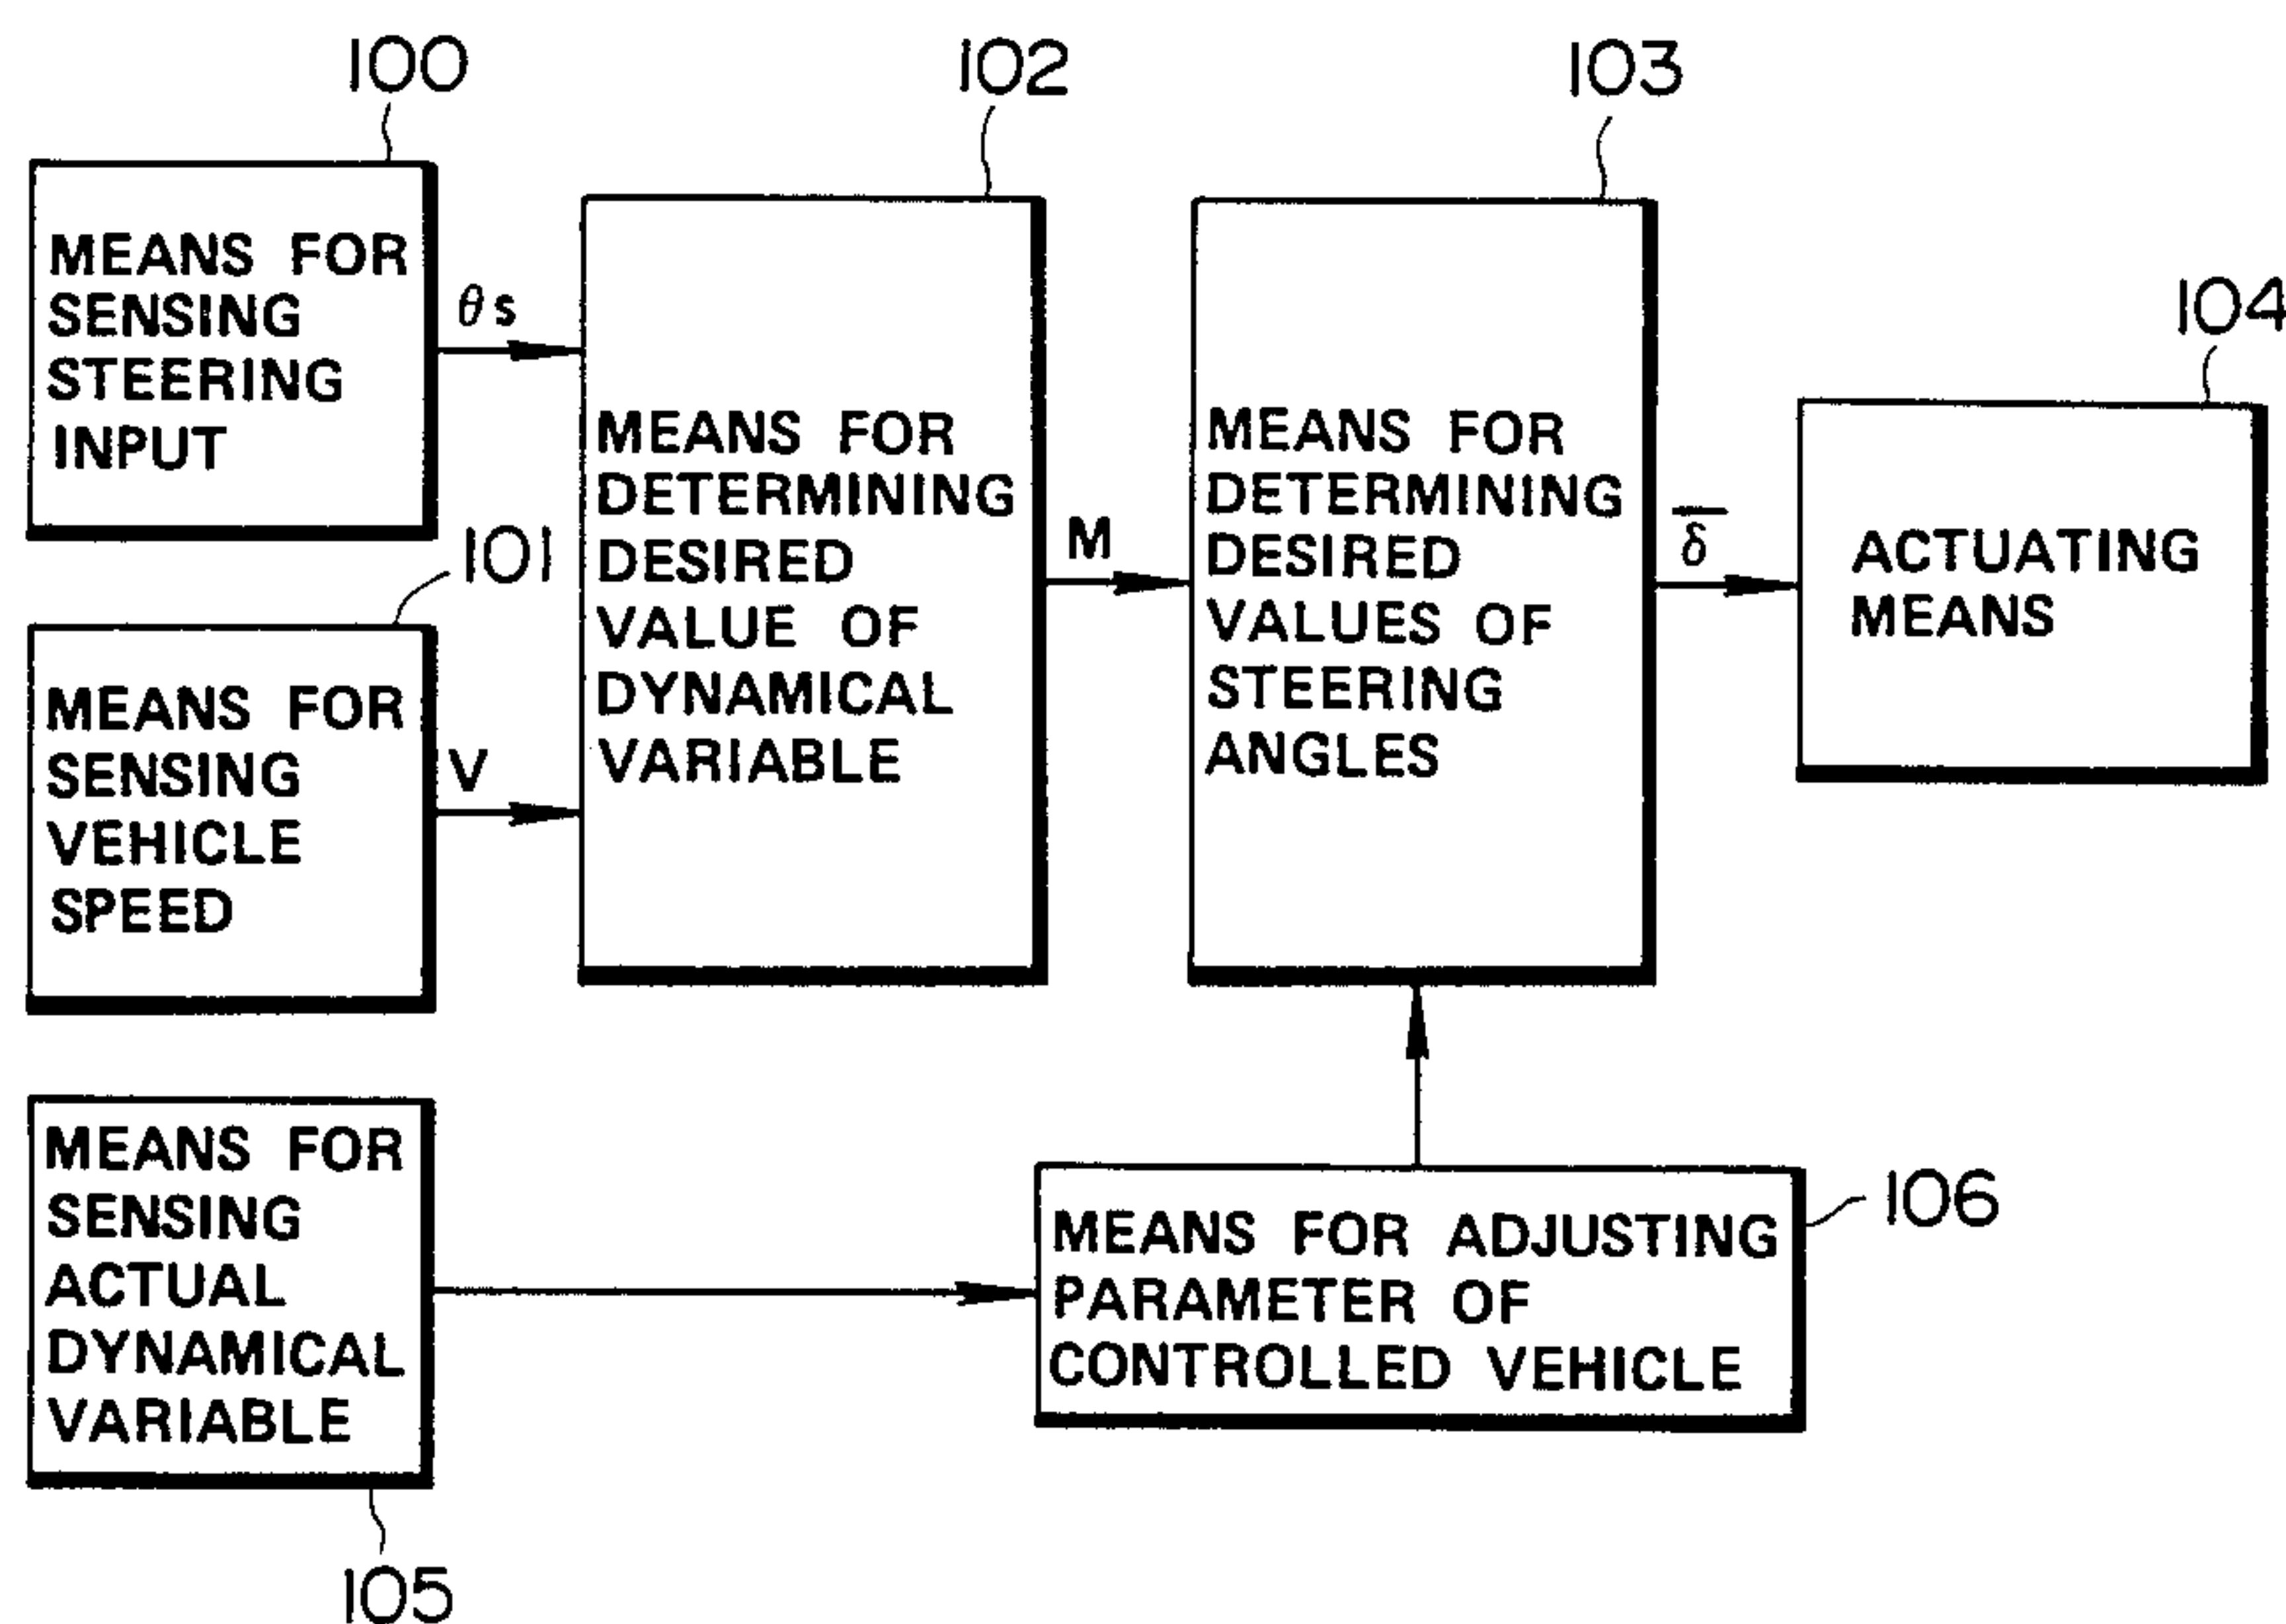 100
MEANS FOR
SENSING
STEERING
INPUT
θs
101
MEANS FOR
SENSING
VEHICLE
SPEED
V
102
MEANS FOR
DETERMINING
DESIRED
VALUE OF
DYNAMICAL
VARIABLE
M
103
MEANS FOR
DETERMINING
DESIRED
VALUES OF
STEERING
ANGLES
δ̅
104
ACTUATING
MEANS
MEANS FOR
SENSING
ACTUAL
DYNAMICAL
VARIABLE
105
MEANS FOR ADJUSTING
PARAMETER OF
CONTROLLED VEHICLE
106